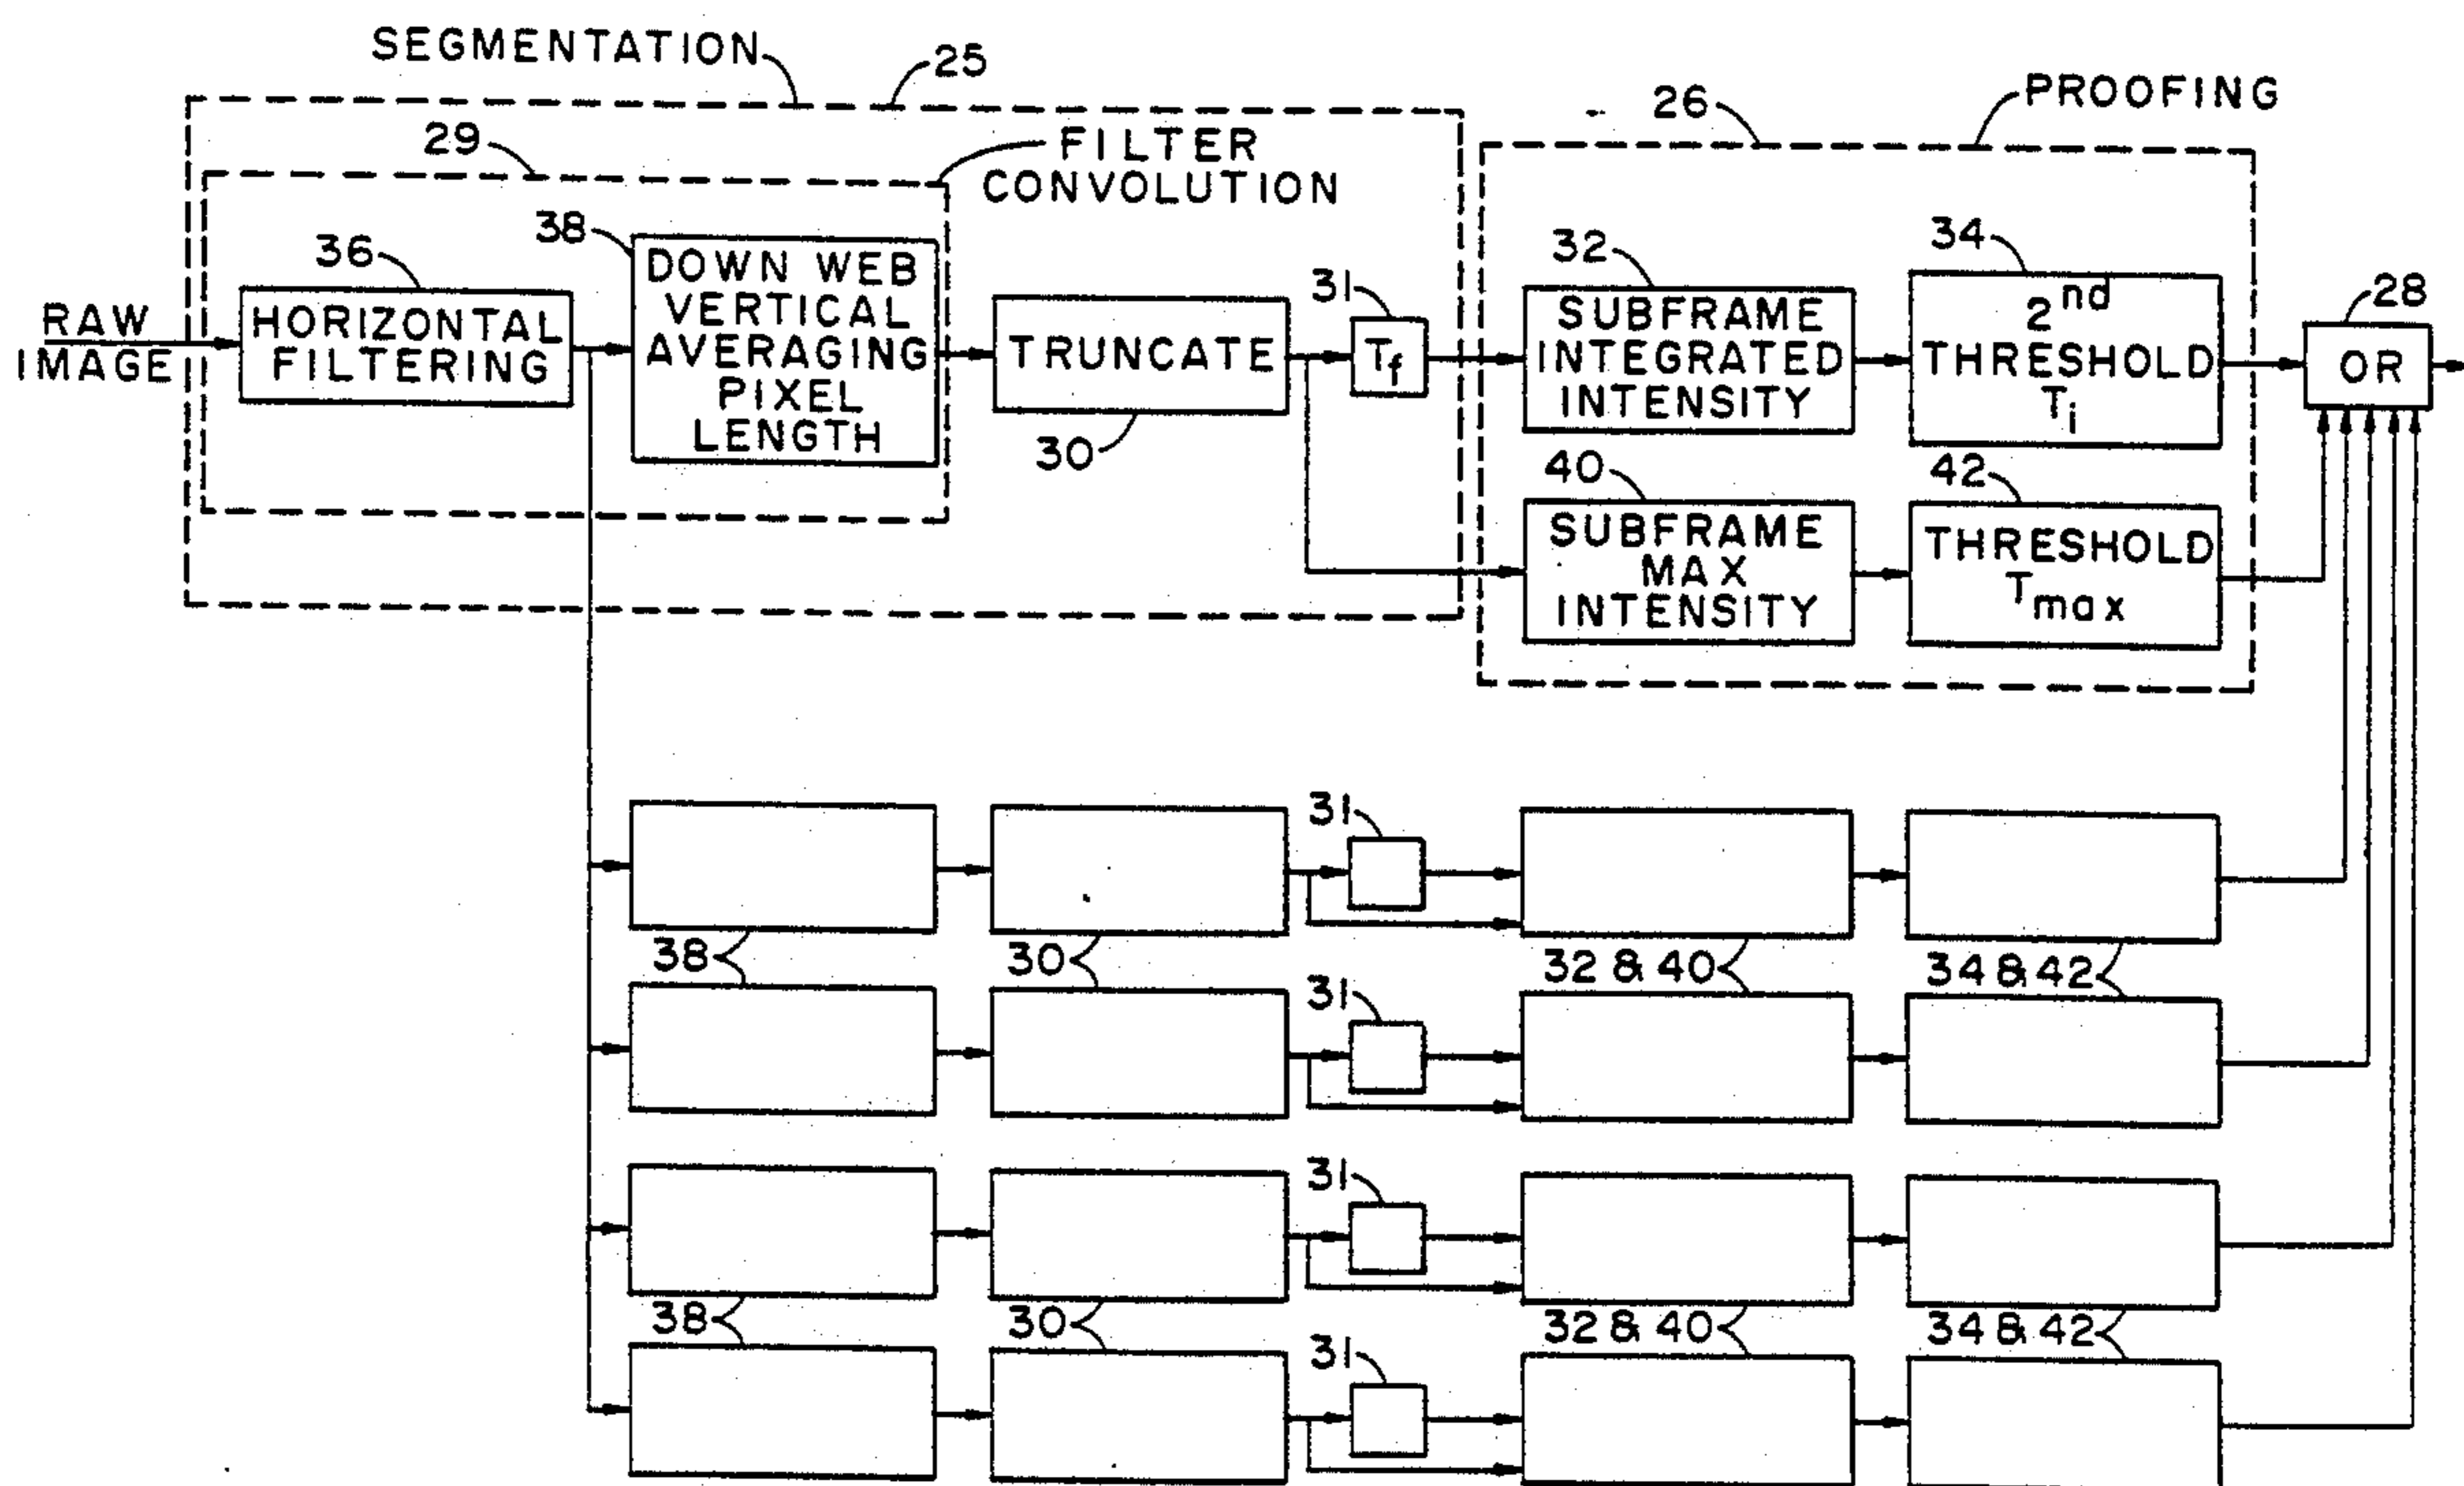 SEGMENTATION
25
29
FILTER
CONVOLUTION
26
PROOFING
36
38
31
32
34
28
RAW
IMAGE
HORIZONTAL
FILTERING
DOWN WEB
VERTICAL
AVERAGING
PIXEL
LENGTH
TRUNCATE
30
Tf
SUBFRAME
INTEGRATED
INTENSITY
2nd
THRESHOLD
Ti
OR
40
42
SUBFRAME
MAX
INTENSITY
THRESHOLD
Tmax
31
38
30
32 & 40
34 & 42
31
31
38
30
32 & 40
34 & 42
31